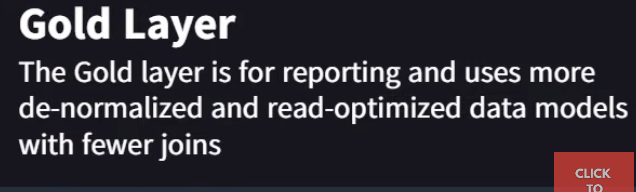 Gold Layer
The Gold layer is for reporting and uses more
de-normalized and read-optimized data models
with fewer joins
CLICK
TO